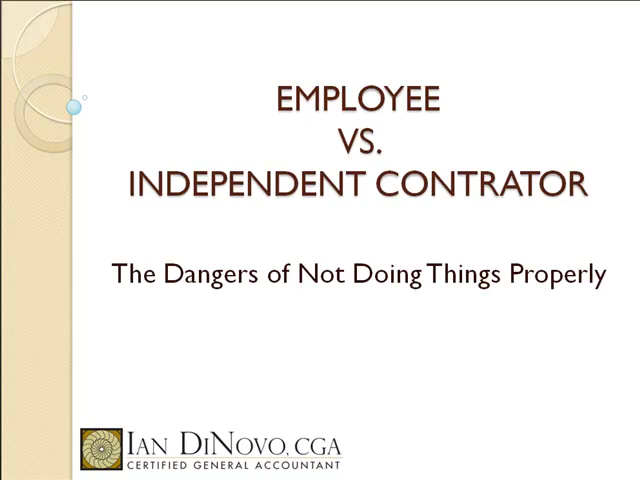 EMPLOYEE
VS.
INDEPENDENT CONTRATOR
The Dangers of Not Doing Things Properly
IAN DINOVO, CGA
CERTIFIED GENERAL ACCOUNTANT